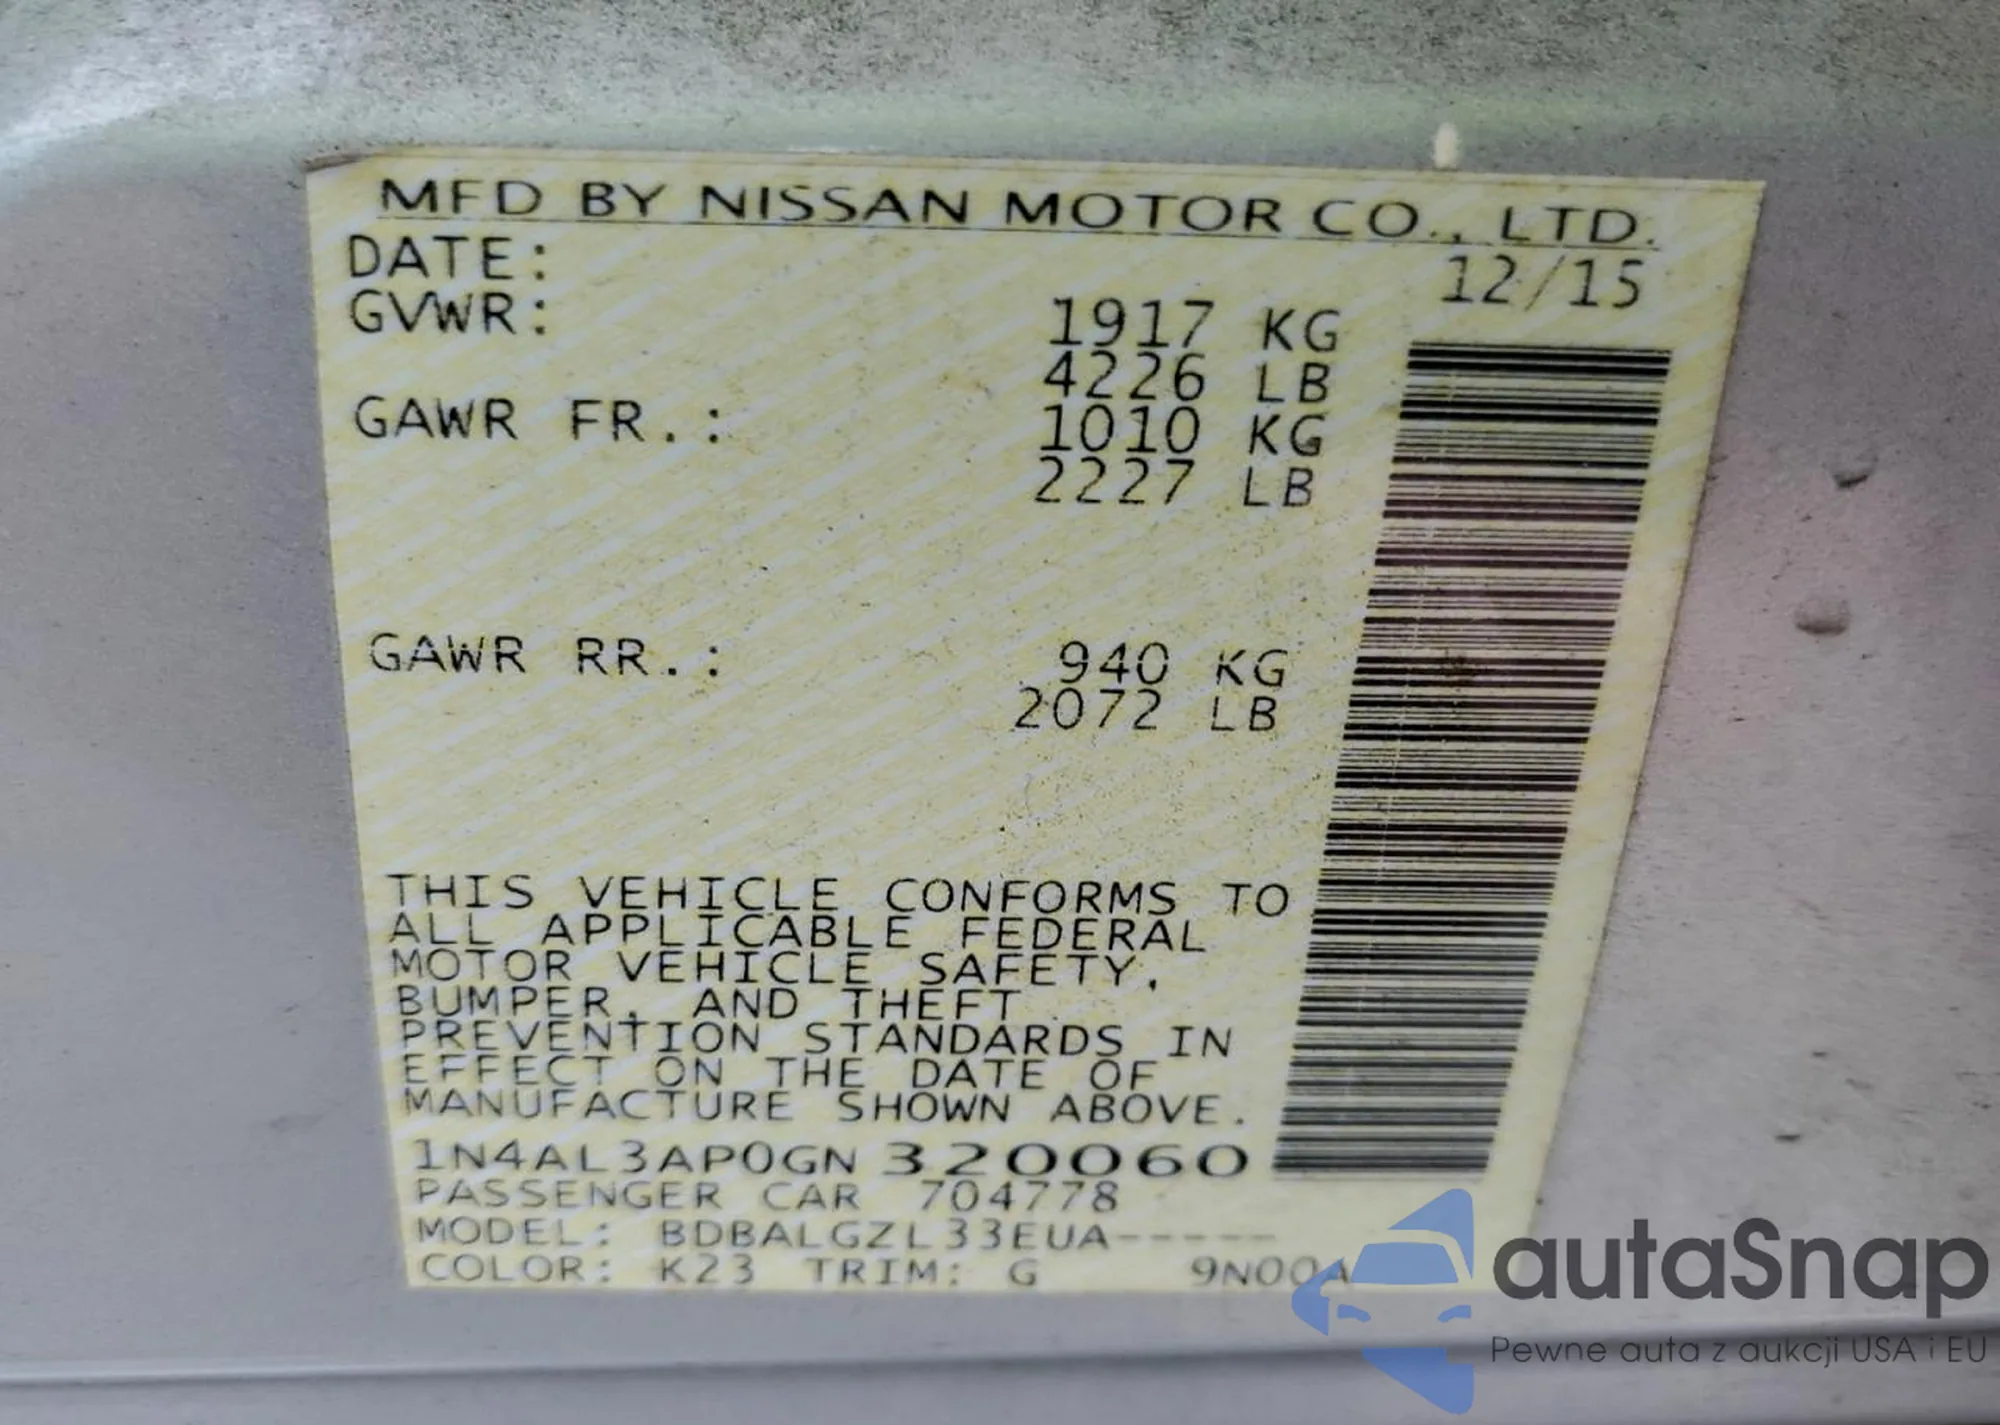 MFD BY NISSAN MOTOR CO., LTD.
DATE: 12/15
GVWR: 1917 KG
4226 LB
GAWR FR.: 1010 KG
2227 LB
GAWR RR.: 940 KG
2072 LB
THIS VEHICLE CONFORMS TO
ALL APPLICABLE FEDERAL
MOTOR VEHICLE SAFETY,
BUMPER, AND THEFT
PREVENTION STANDARDS IN
EFFECT ON THE DATE OF
MANUFACTURE SHOWN ABOVE.
1N4AL3AP0GN 320060
PASSENGER CAR 704778
MODEL: BDBALGZL33EUA-----
COLOR: K23 TRIM: G 9N00A
autaSnap
Pewne auta z aukcji USA i EU